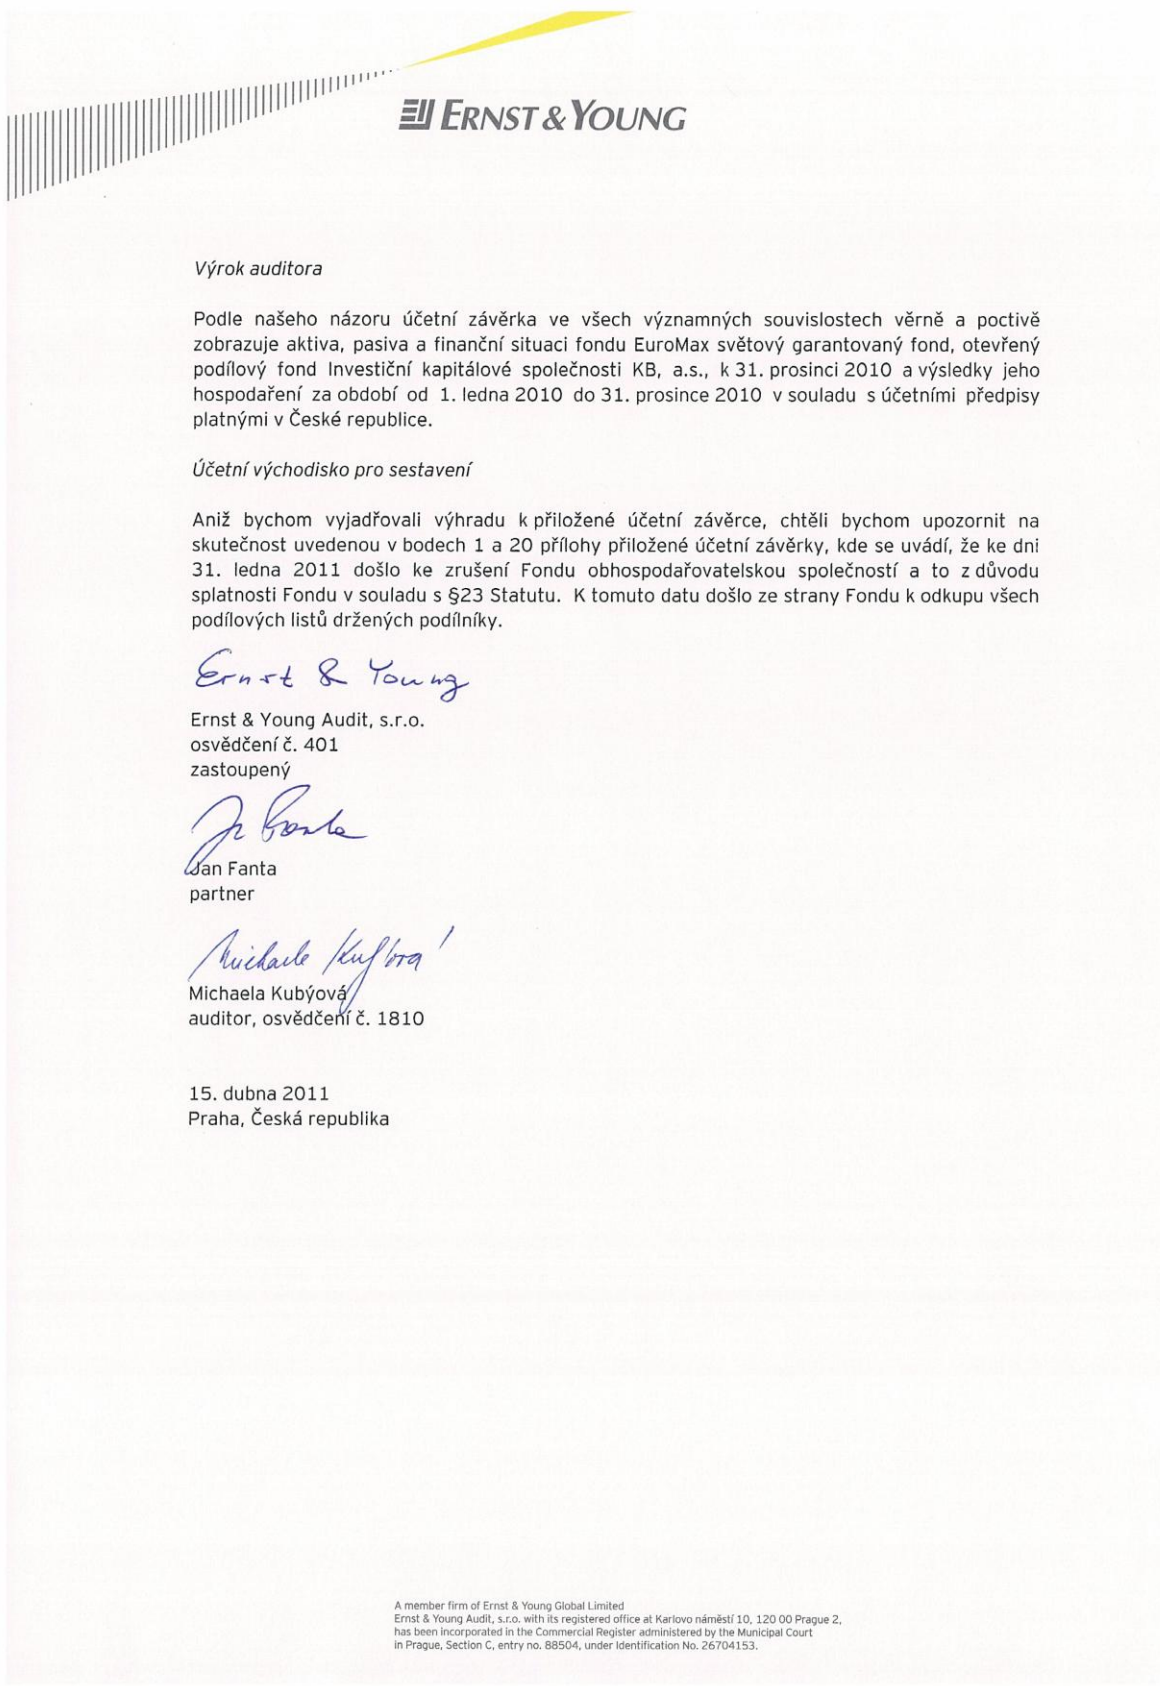 ERNST & YOUNG
Výrok auditora
Podle našeho názoru účetní závěrka ve všech významných souvislostech věrně a poctivě
zobrazuje aktiva, pasiva a finanční situaci fondu EuroMax světový garantovaný fond, otevřený
podílový fond Investiční kapitálové společnosti KB, a.s., k 31. prosinci 2010 a výsledky jeho
hospodaření za období od 1. ledna 2010 do 31. prosince 2010 v souladu s účetními předpisy
platnými v České republice.
Účetní východisko pro sestavení
Aniž bychom vyjadřovali výhradu k přiložené účetní závěrce, chtěli bychom upozornit na
skutečnost uvedenou v bodech 1 a 20 přílohy přiložené účetní závěrky, kde se uvádí, že ke dni
31. ledna 2011 došlo ke zrušení Fondu obhospodařovatelskou společností a to z důvodu
splatnosti Fondu v souladu s §23 Statutu. K tomuto datu došlo ze strany Fondu k odkupu všech
podílových listů držených podílníky.
Ernst & Young
Ernst & Young Audit, s.r.o.
osvědčení č. 401
zastoupený
Jan Fanta
partner
Michaela Kubýová
auditor, osvědčení č. 1810
15. dubna 2011
Praha, Česká republika
A member firm of Ernst & Young Global Limited
Ernst & Young Audit, s.r.o. with its registered office at Karlovo náměstí 10, 120 00 Prague 2,
has been incorporated in the Commercial Register administered by the Municipal Court
in Prague, Section C, entry no. 88504, under Identification No. 26704153.